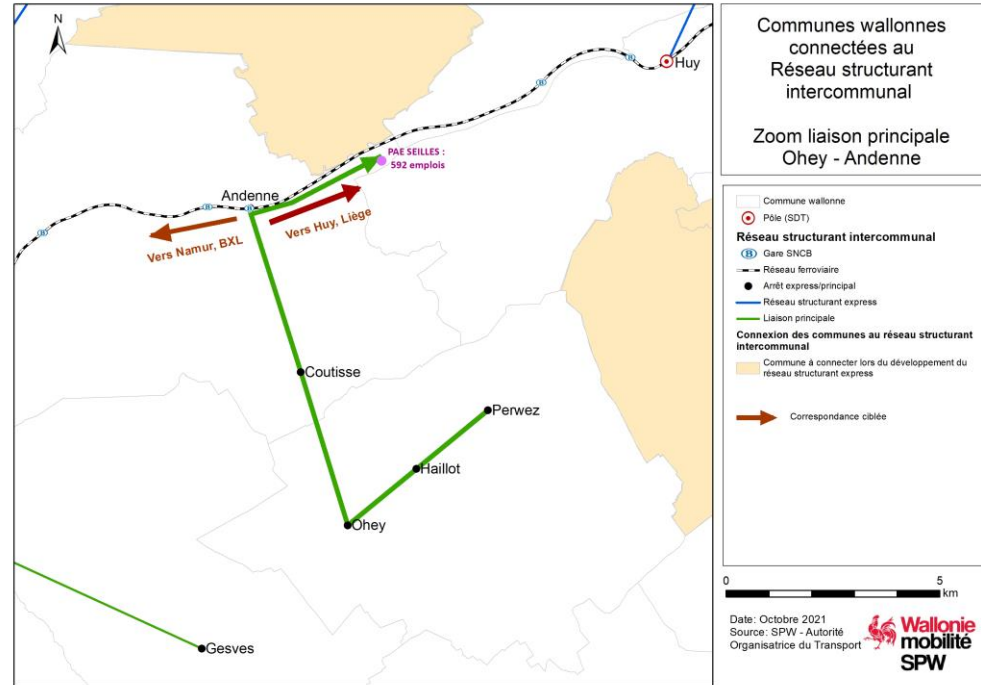 N
Huy
PAE SEILLES :
592 emplois
Andenne
Vers Huy, Liège
Vers Namur, BXL
Coutisse
Perwez
Haillot
Ohey
Gesves
Communes wallonnes
connectées au
Réseau structurant
intercommunal
Zoom liaison principale
Ohey - Andenne
Commune wallonne
Pôle (SDT)
Réseau structurant intercommunal
B Gare SNCB
Réseau ferroviaire
Arrêt express/principal
Réseau structurant express
Liaison principale
Connexion des communes au réseau structurant
intercommunal
Commune à connecter lors du développement du
réseau structurant express
Correspondance ciblée
0 5
km
Date: Octobre 2021
Source: SPW - Autorité
Organisatrice du Transport
Wallonie
mobilité
SPW